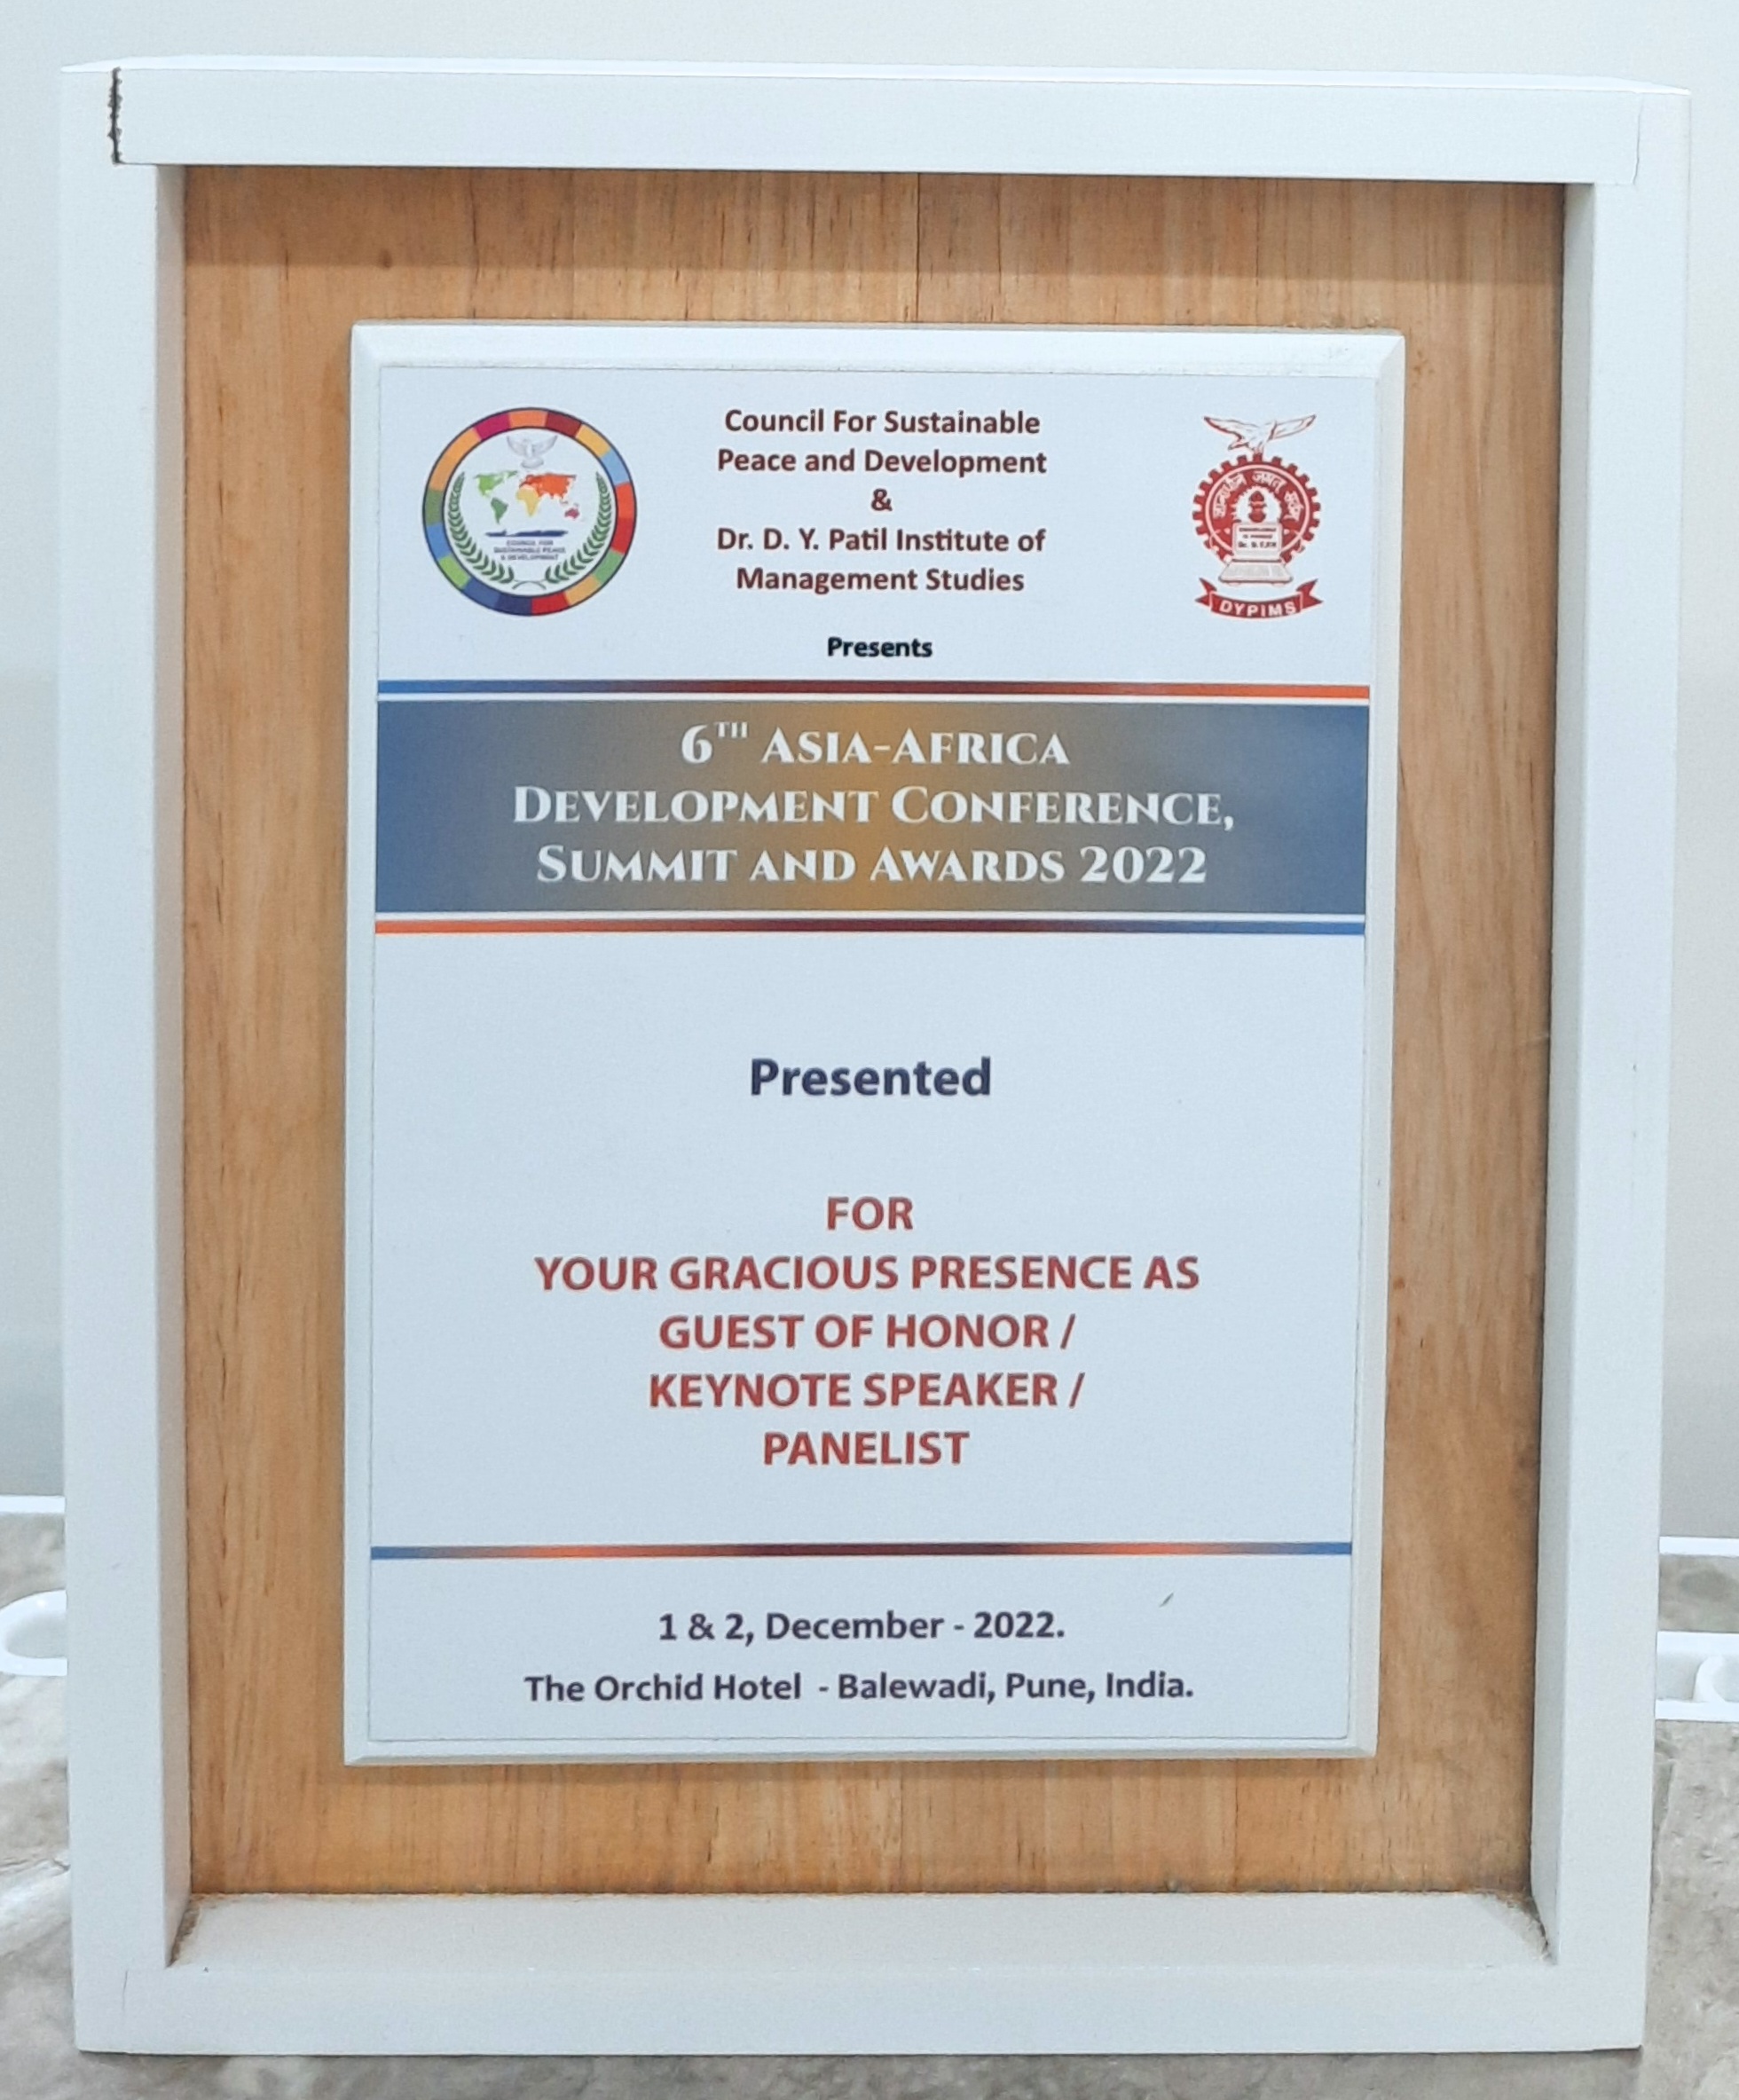 Council For Sustainable
Peace and Development
&
Dr. D. Y. Patil Institute of
Management Studies
Presents
COUNCIL FOR
SUSTAINABLE PEACE
& DEVELOPMENT
DYPIMS
6TH ASIA-AFRICA
DEVELOPMENT CONFERENCE,
SUMMIT AND AWARDS 2022
Presented
FOR
YOUR GRACIOUS PRESENCE AS
GUEST OF HONOR /
KEYNOTE SPEAKER /
PANELIST
1 & 2, December - 2022.
The Orchid Hotel - Balewadi, Pune, India.